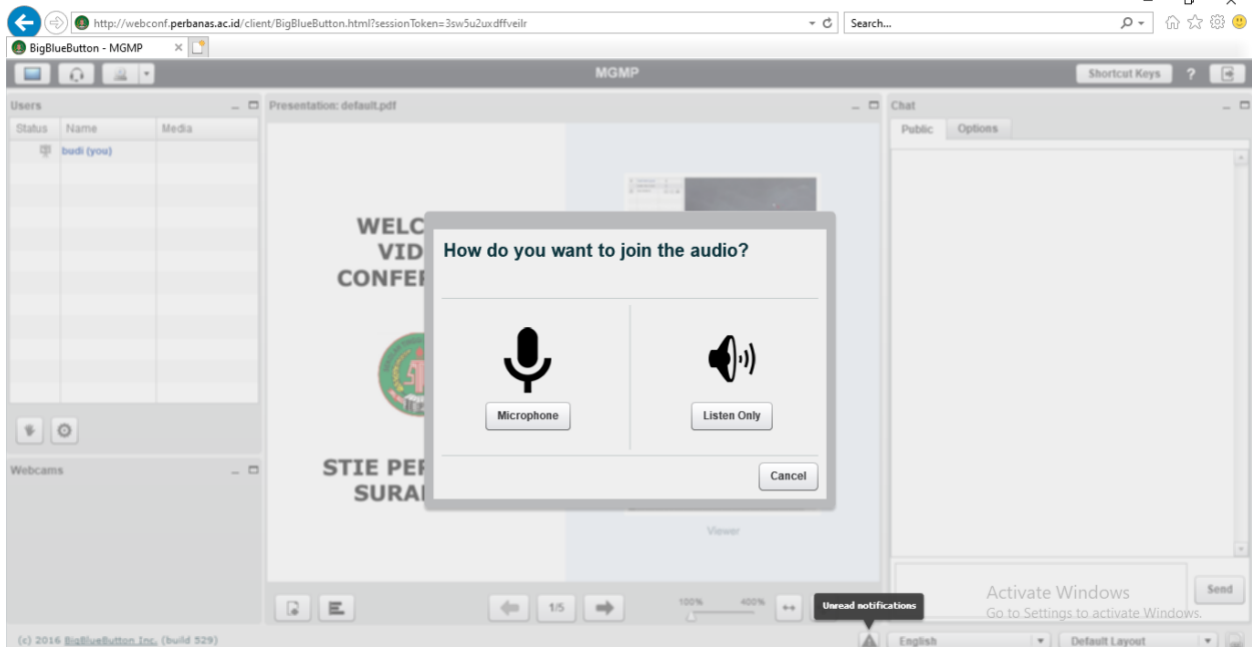 http://webconf.perbanas.ac.id/client/BigBlueButton.html?sessionToken=3sw5u2uxdffveilr
Search...
BigBlueButton - MGMP
MGMP
Shortcut Keys
?
Users
Presentation: default.pdf
Chat
Status Name Media
Public Options
budi (you)
WELC
VID
CONFE
How do you want to join the audio?
Microphone
Listen Only
Cancel
STIE PER
SURA
Viewer
Webcams
1/5
100% 400%
Unread notifications
Send
Activate Windows
Go to Settings to activate Windows.
(c) 2016 BigBlueButton Inc. (build 529)
English
Default Layout